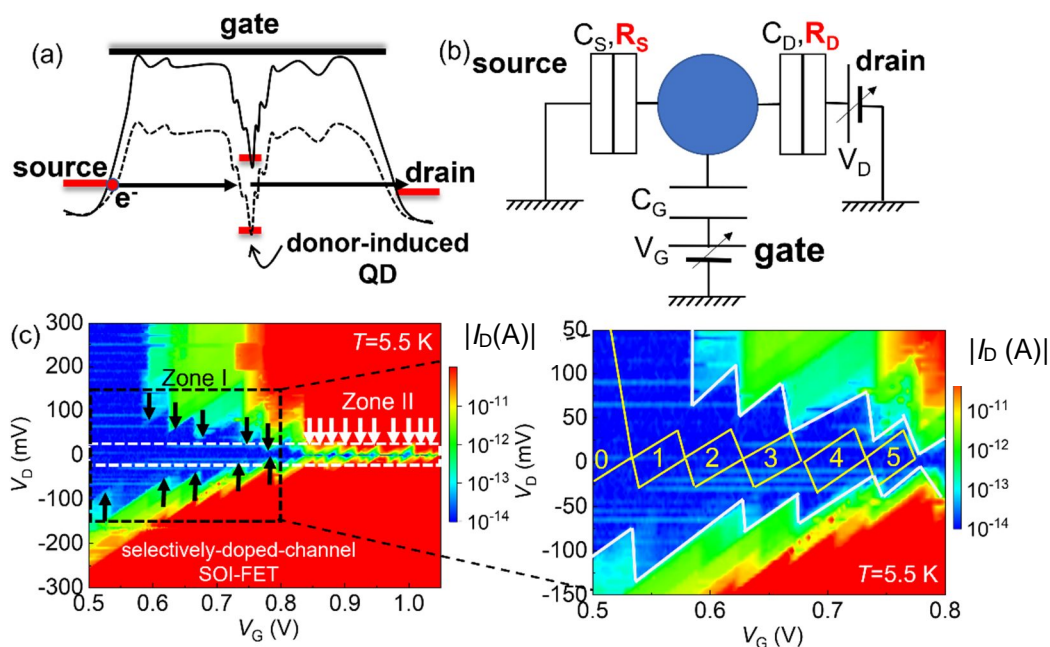 (a)
gate
source
e-
drain
donor-induced
QD
(b)
source
CS,RS
CD,RD
drain
VD
CG
VG
gate
(c)
300
200
100
0
-100
-200
-300
VD (mV)
0.5
0.6
0.7
0.8
0.9
1.0
VG (V)
T=5.5 K
Zone I
Zone II
selectively-doped-channel
SOI-FET
|ID(A)|
10-11
10-12
10-13
10-14
50
100
50
0
-50
-100
-150
VD (mV)
0.5
0.6
0.7
0.8
VG (V)
0
1
2
3
4
5
T=5.5 K
|ID (A)|
10-11
10-12
10-13
10-14